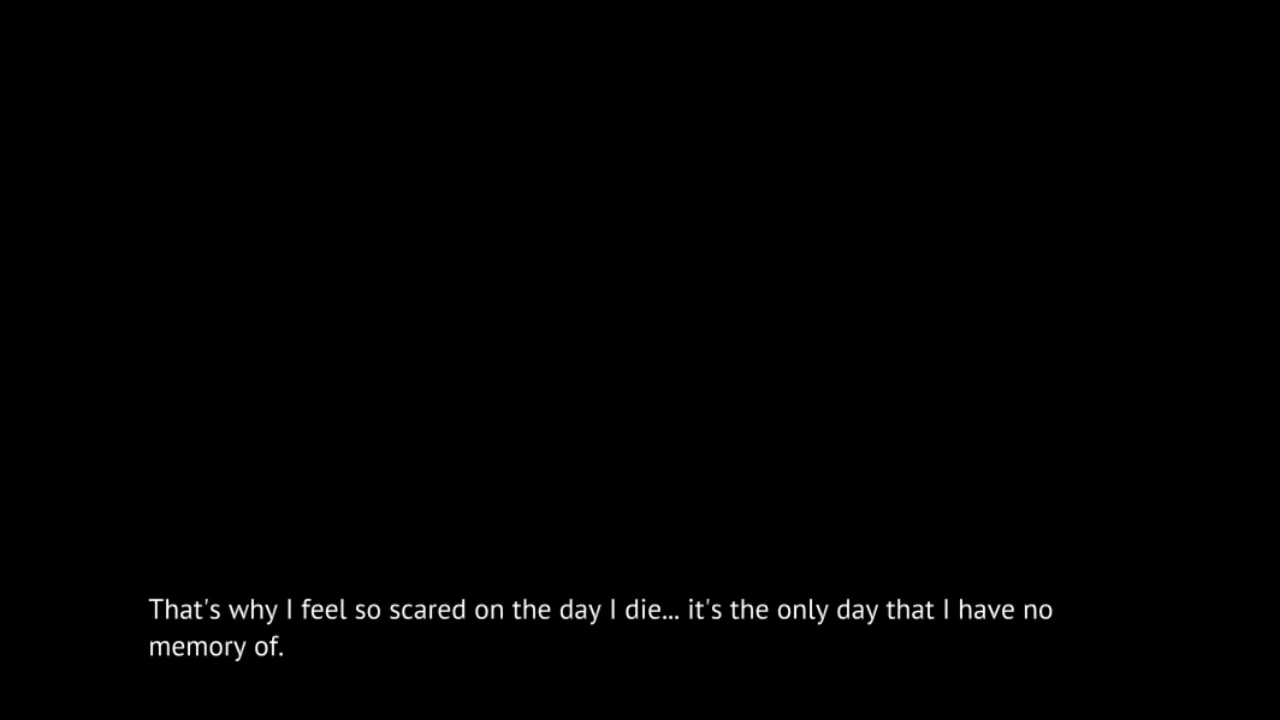 That's why I feel so scared on the day I die... it's the only day that I have no
memory of.